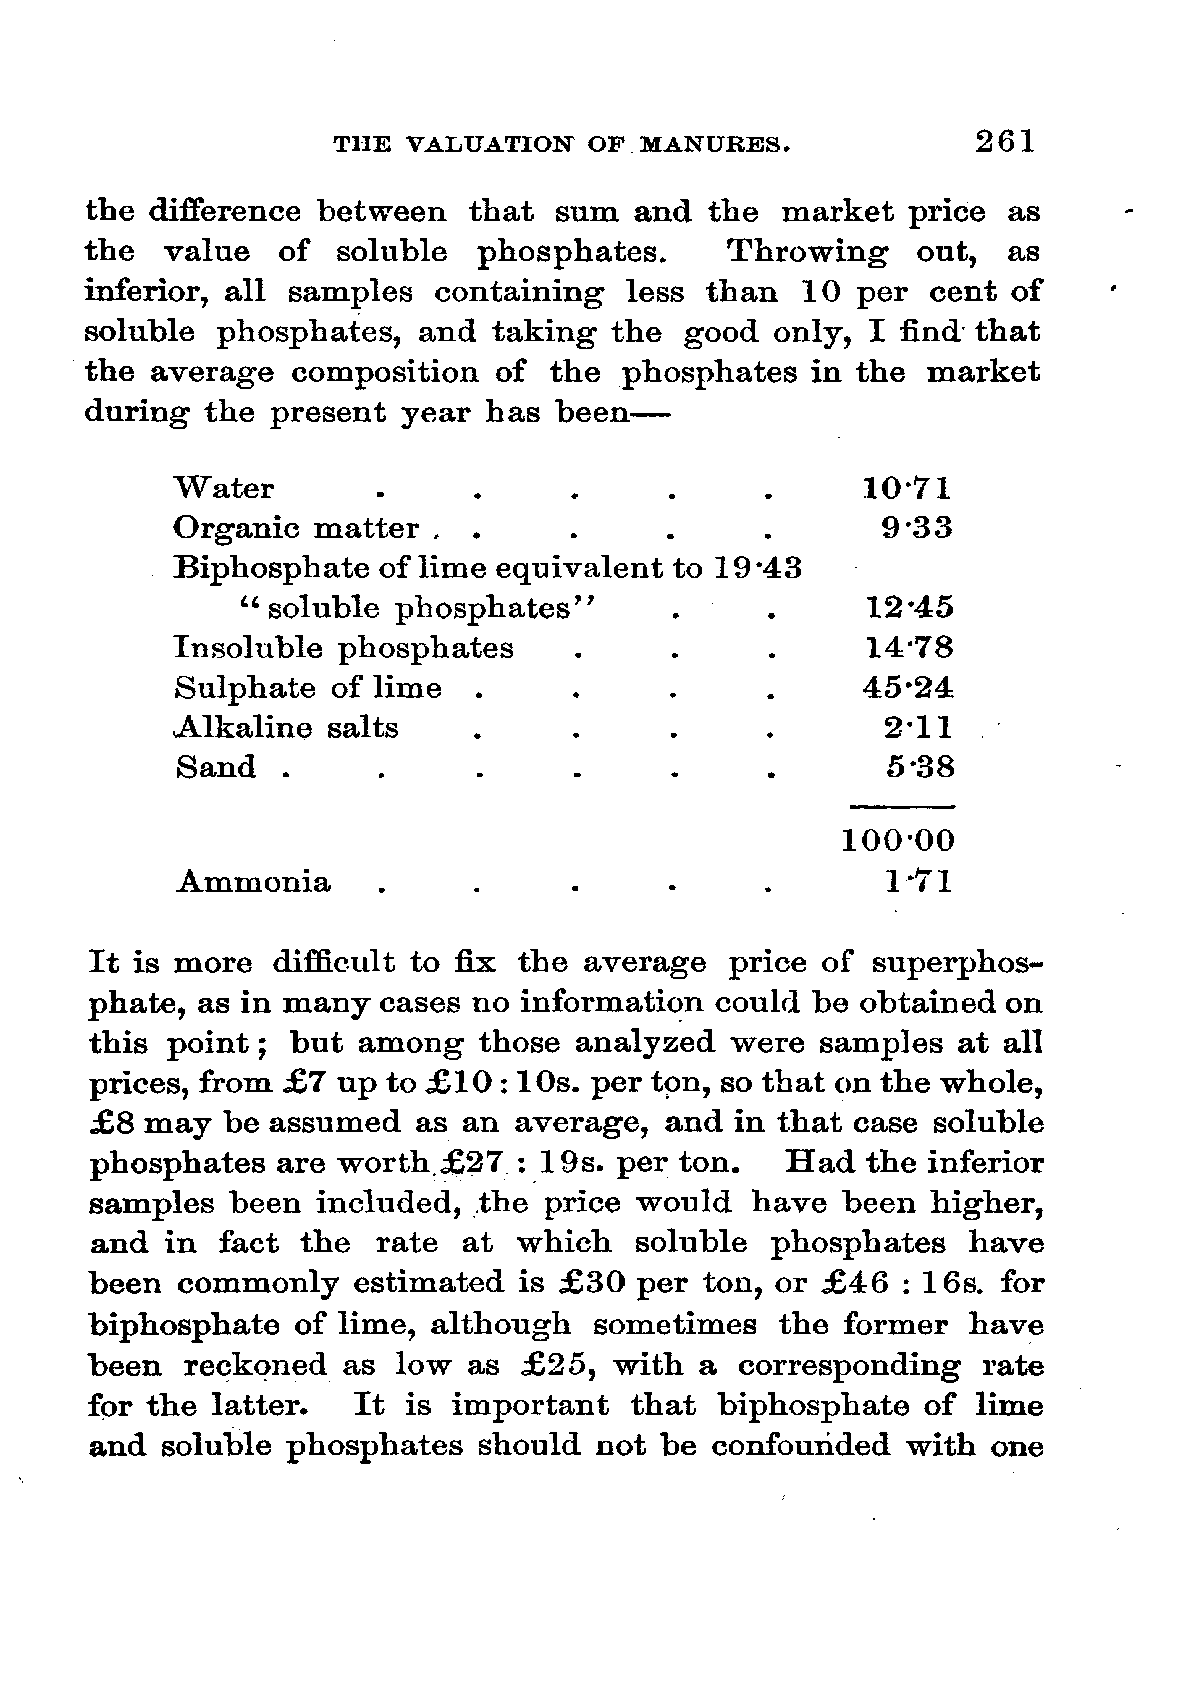 THE VALUATION OF MANURES. 261
the difference between that sum and the market price as
the value of soluble phosphates. Throwing out, as
inferior, all samples containing less than 10 per cent of
soluble phosphates, and taking the good only, I find that
the average composition of the phosphates in the market
during the present year has been—
Water . . . . . 10·71
Organic matter . . . . . 9·33
Biphosphate of lime equivalent to 19·43
“soluble phosphates” . . 12·45
Insoluble phosphates . . . 14·78
Sulphate of lime . . . . 45·24
Alkaline salts . . . . 2·11
Sand . . . . . . 5·38
100·00
Ammonia . . . . . 1·71
It is more difficult to fix the average price of superphos-
phate, as in many cases no information could be obtained on
this point; but among those analyzed were samples at all
prices, from £7 up to £10 : 10s. per ton, so that on the whole,
£8 may be assumed as an average, and in that case soluble
phosphates are worth £27 : 19s. per ton. Had the inferior
samples been included, the price would have been higher,
and in fact the rate at which soluble phosphates have
been commonly estimated is £30 per ton, or £46 : 16s. for
biphosphate of lime, although sometimes the former have
been reckoned as low as £25, with a corresponding rate
for the latter. It is important that biphosphate of lime
and soluble phosphates should not be confounded with one